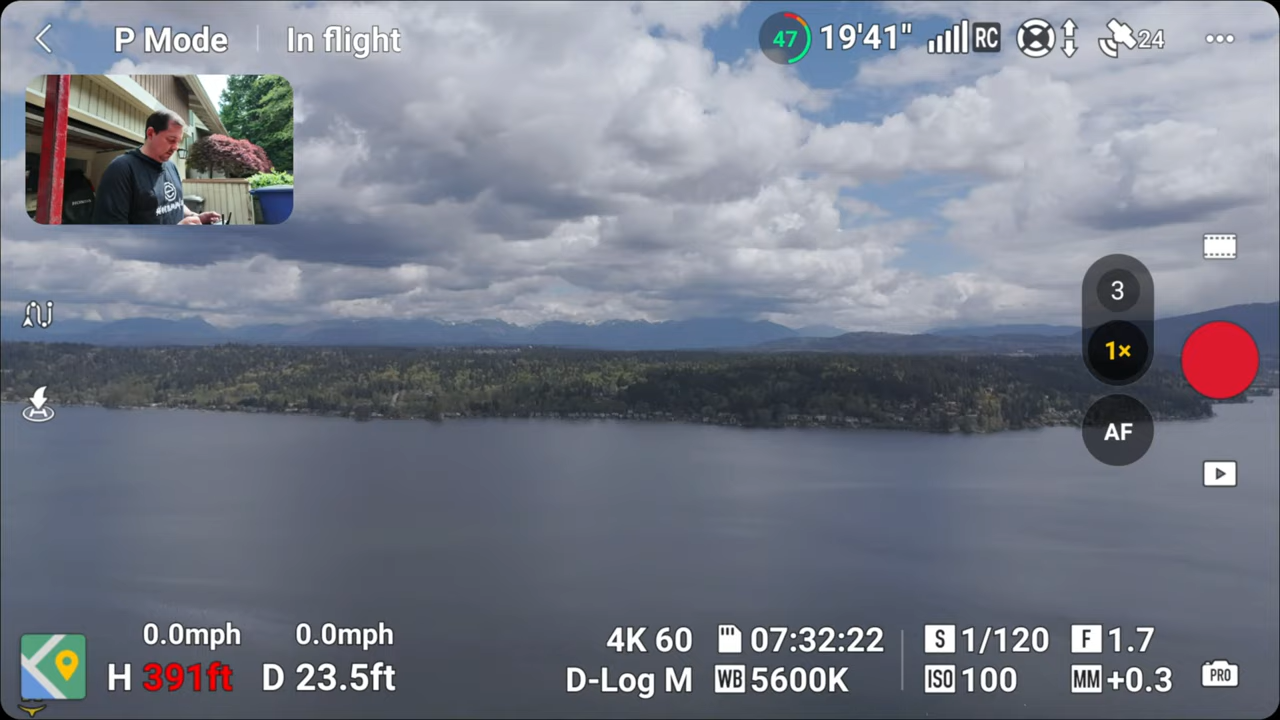 P Mode
In flight
47
19'41"
RC
24
3
1×
AF
0.0mph 0.0mph
H 391ft D 23.5ft
4K 60 07:32:22
D-Log M WB 5600K
S 1/120 F 1.7
ISO 100 MM +0.3
PRO